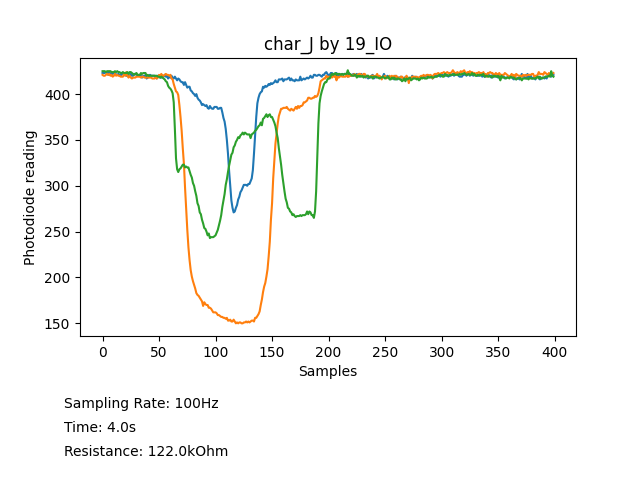 char_J by 19_IO
Photodiode reading
400
350
300
250
200
150
0 50 100 150 200 250 300 350 400
Samples
Sampling Rate: 100Hz
Time: 4.0s
Resistance: 122.0kOhm